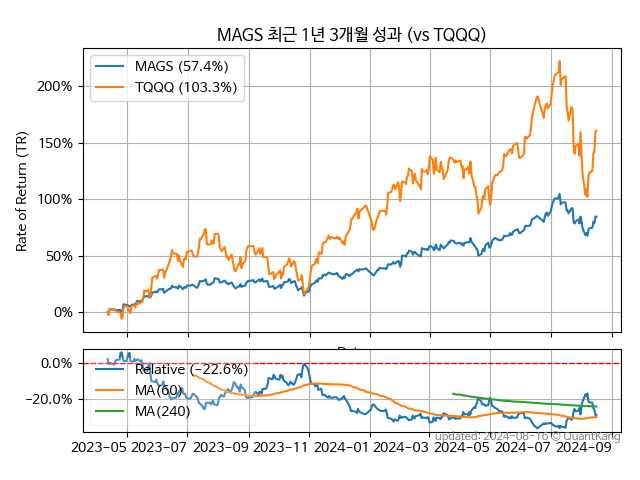 MAGS 최근 1년 3개월 성과 (vs TQQQ)
MAGS (57.4%)
TQQQ (103.3%)
Rate of Return (TR)
200%
150%
100%
50%
0%
0.0%
−20.0%
Relative (−22.6%)
MA(60)
MA(240)
updated: 2024-08-16 © QuantKang
2023-05 2023-07 2023-09 2023-11 2024-01 2024-03 2024-05 2024-07 2024-09